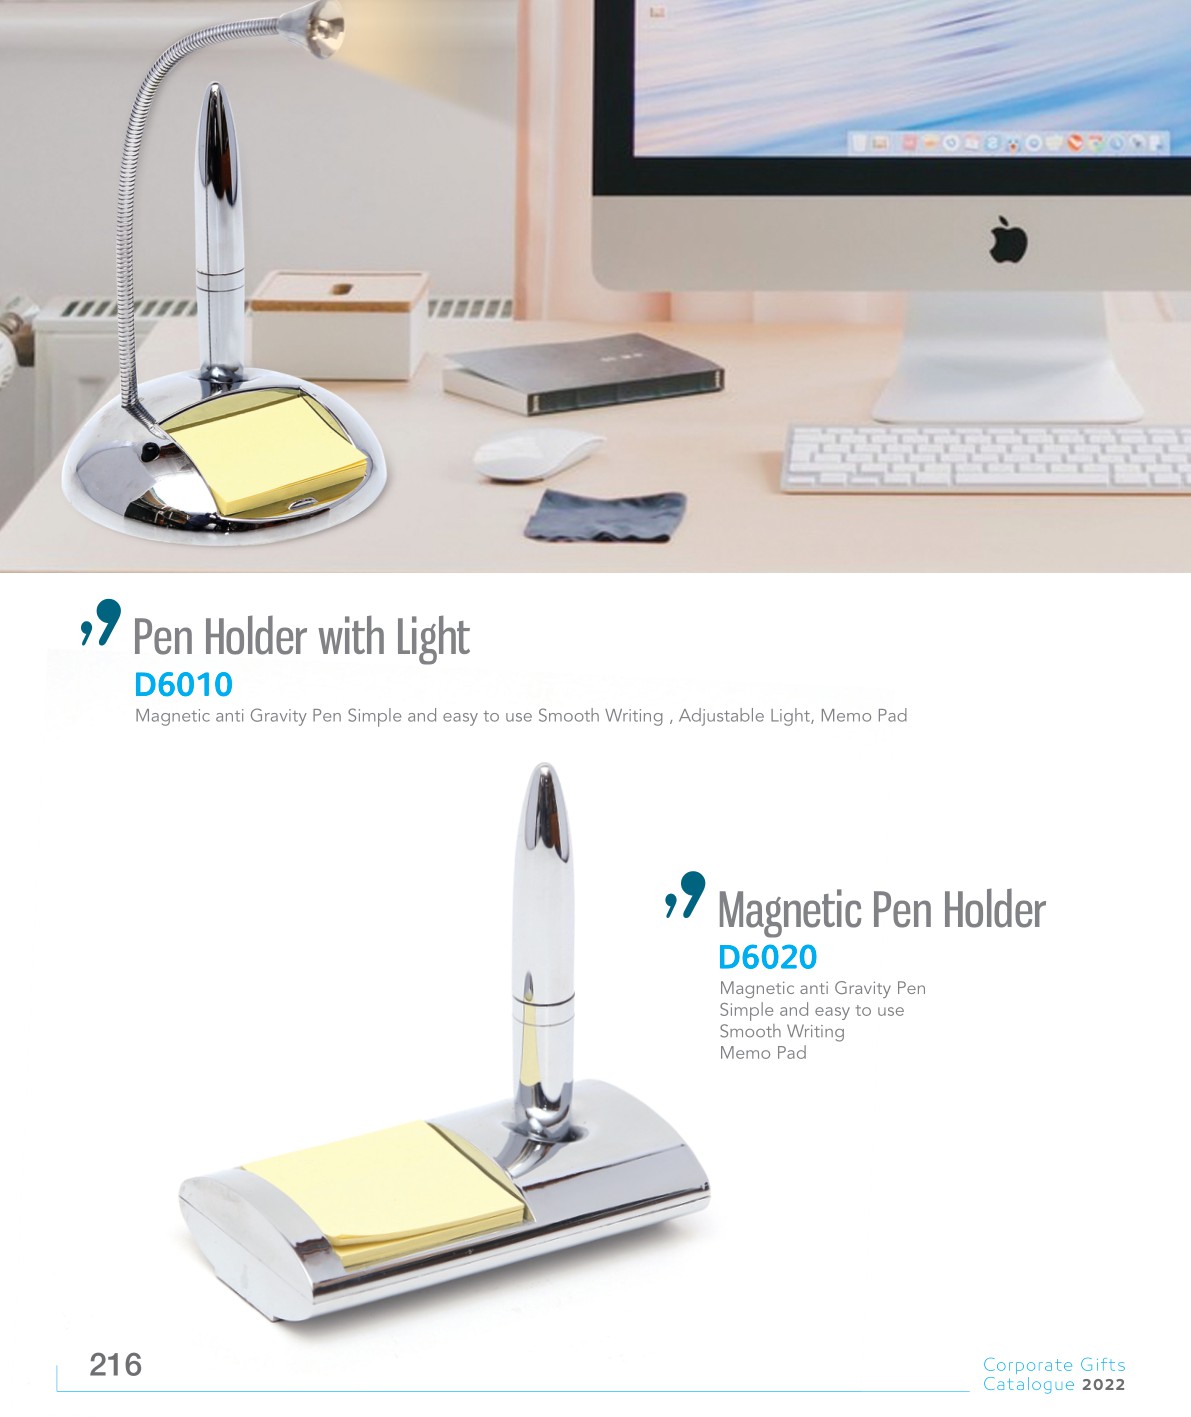 Pen Holder with Light
D6010
Magnetic anti Gravity Pen Simple and easy to use Smooth Writing , Adjustable Light, Memo Pad
Magnetic Pen Holder
D6020
Magnetic anti Gravity Pen
Simple and easy to use
Smooth Writing
Memo Pad
216
Corporate Gifts
Catalogue 2022